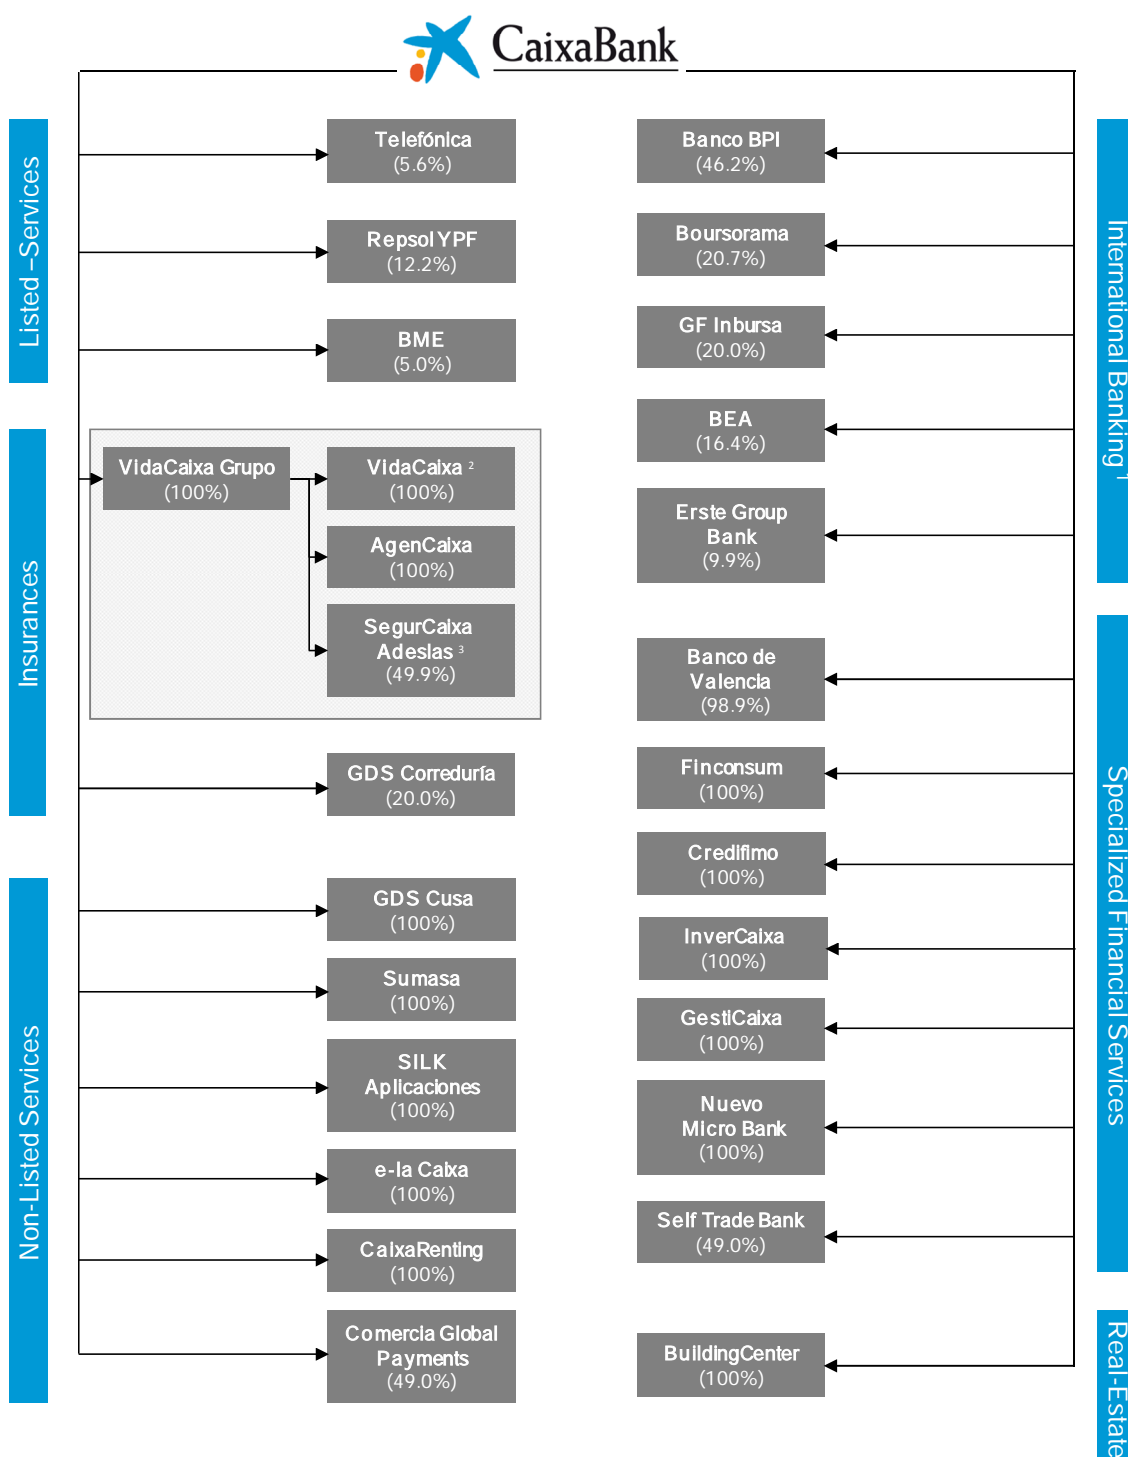 CaixaBank
Listed –Services
Telefónica
(5.6%)
Repsol YPF
(12.2%)
BME
(5.0%)
Insurances
VidaCaixa Grupo
(100%)
VidaCaixa ²
(100%)
AgenCaixa
(100%)
SegurCaixa
Adeslas ³
(49.9%)
GDS Correduría
(20.0%)
Non-Listed Services
GDS Cusa
(100%)
Sumasa
(100%)
SILK
Aplicaciones
(100%)
e-la Caixa
(100%)
CaixaRenting
(100%)
Comercia Global
Payments
(49.0%)
International Banking ¹
Banco BPI
(46.2%)
Boursorama
(20.7%)
GF Inbursa
(20.0%)
BEA
(16.4%)
Erste Group
Bank
(9.9%)
Specialized Financial Services
Banco de
Valencia
(98.9%)
Finconsum
(100%)
Credifimo
(100%)
InverCaixa
(100%)
GestiCaixa
(100%)
Nuevo
Micro Bank
(100%)
Self Trade Bank
(49.0%)
Real-Estate
BuildingCenter
(100%)